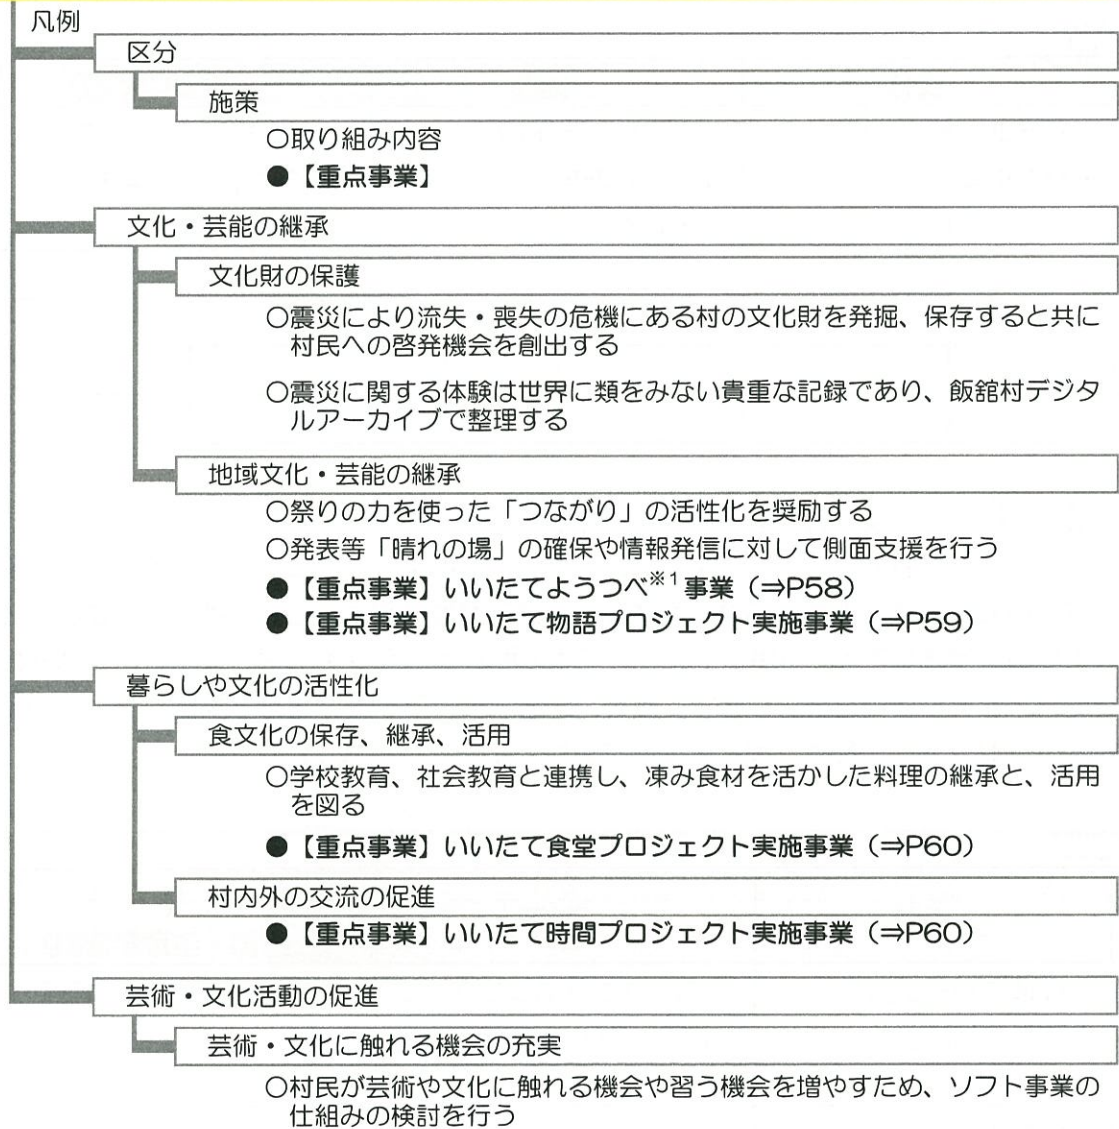 凡例
区分
施策
○取り組み内容
●【重点事業】
文化・芸能の継承
文化財の保護
○震災により流失・喪失の危機にある村の文化財を発掘、保存すると共に
村民への啓発機会を創出する
○震災に関する体験は世界に類をみない貴重な記録であり、飯舘村デジタ
ルアーカイブで整理する
地域文化・芸能の継承
○祭りの力を使った「つながり」の活性化を奨励する
○発表等「晴れの場」の確保や情報発信に対して側面支援を行う
●【重点事業】いいたてようつべ※1事業（⇒P58）
●【重点事業】いいたて物語プロジェクト実施事業（⇒P59）
暮らしや文化の活性化
食文化の保存、継承、活用
○学校教育、社会教育と連携し、凍み食材を活かした料理の継承と、活用
を図る
●【重点事業】いいたて食堂プロジェクト実施事業（⇒P60）
村内外の交流の促進
●【重点事業】いいたて時間プロジェクト実施事業（⇒P60）
芸術・文化活動の促進
芸術・文化に触れる機会の充実
○村民が芸術や文化に触れる機会や習う機会を増やすため、ソフト事業の
仕組みの検討を行う